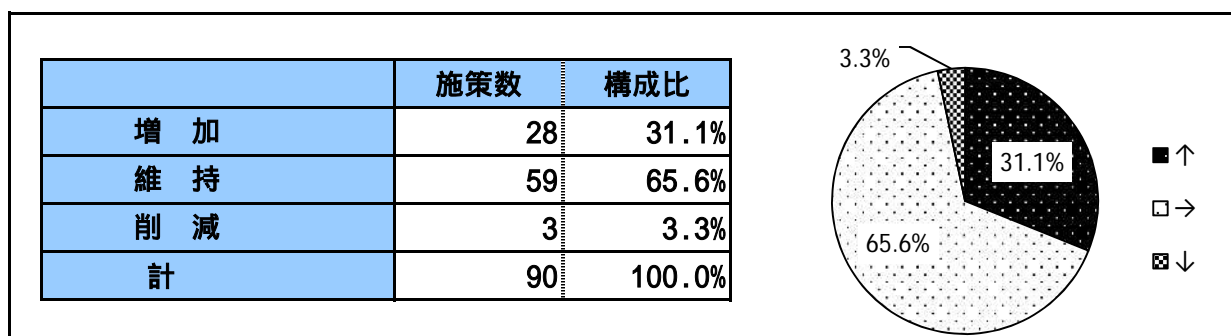 施策数 構成比
増 加 28 31.1%
維 持 59 65.6%
削 減 3 3.3%
計 90 100.0%
3.3%
31.1%
65.6%
↑
→
↓